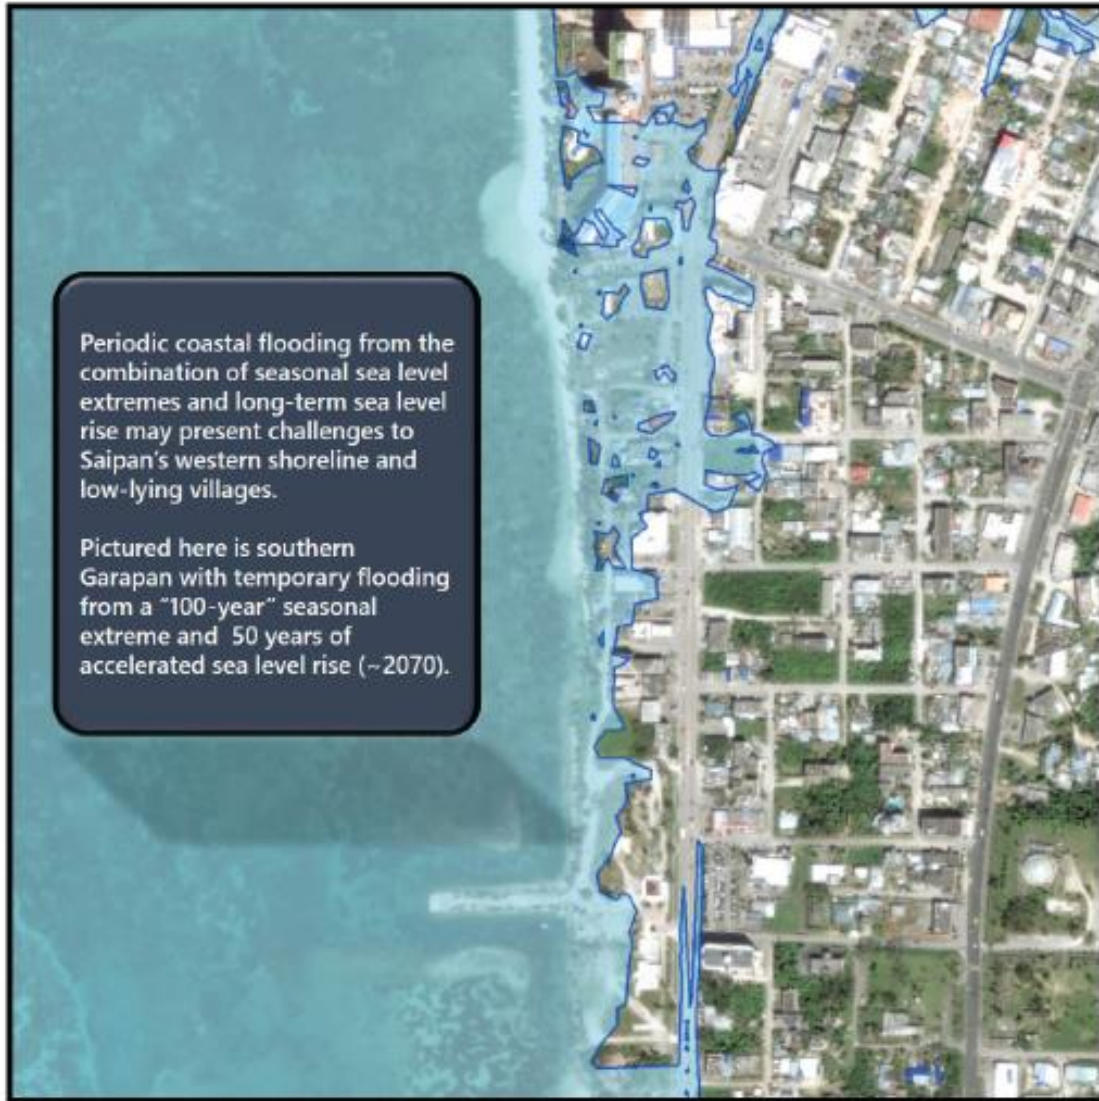 Periodic coastal flooding from the
combination of seasonal sea level
extremes and long-term sea level
rise may present challenges to
Saipan's western shoreline and
low-lying villages.
Pictured here is southern
Garapan with temporary flooding
from a "100-year" seasonal
extreme and 50 years of
accelerated sea level rise (~2070).